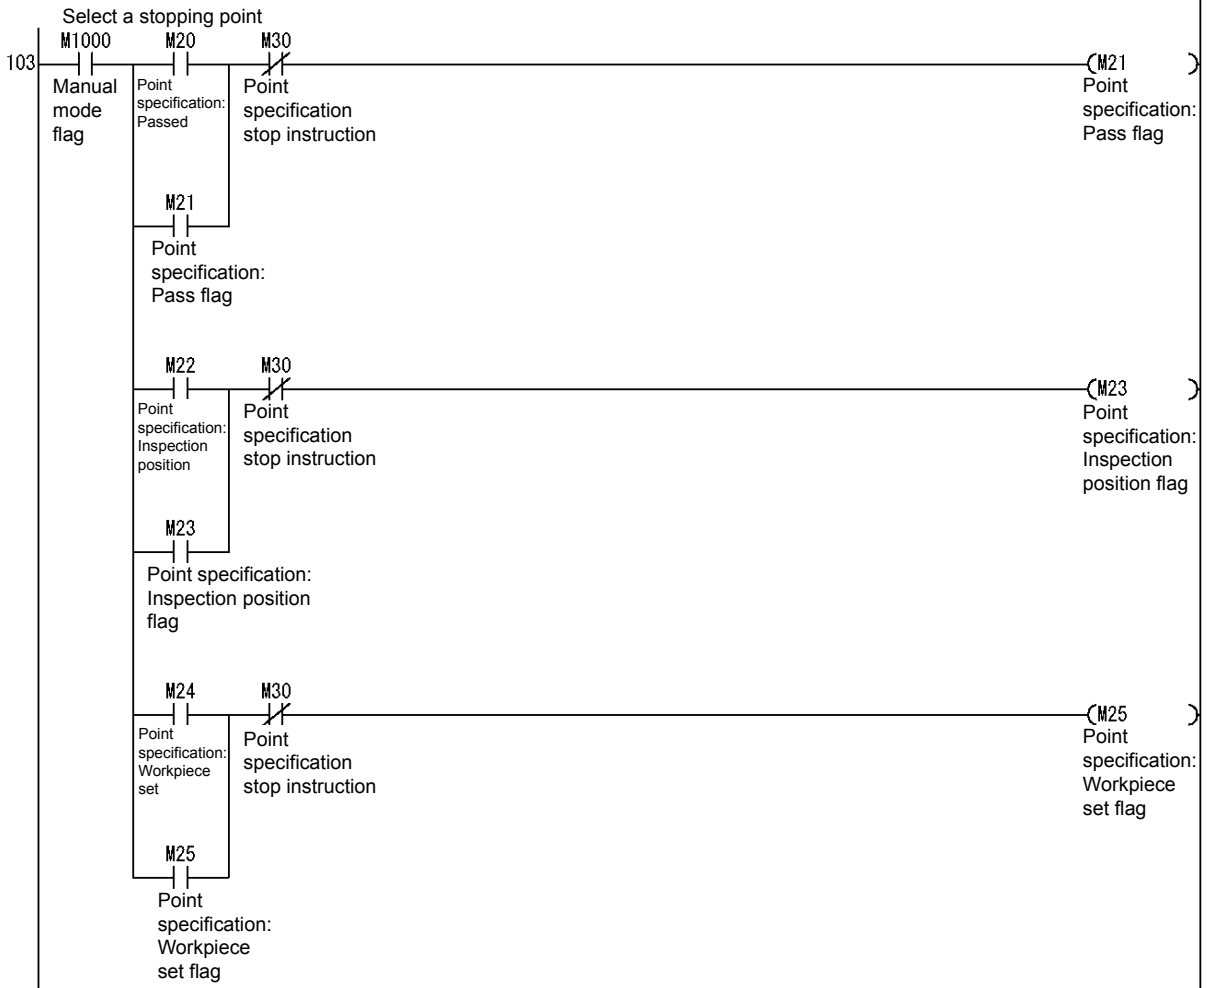 Select a stopping point
M1000 M20 M30
103 (M21 )
Manual
mode
flag
Point
specification:
Passed
Point
specification
stop instruction
Point
specification:
Pass flag
M21
Point
specification:
Pass flag
M22 M30
(M23 )
Point
specification:
Inspection
position
Point
specification
stop instruction
Point
specification:
Inspection
position flag
M23
Point specification:
Inspection position
flag
M24 M30
(M25 )
Point
specification:
Workpiece
set
Point
specification
stop instruction
Point
specification:
Workpiece
set flag
M25
Point
specification:
Workpiece
set flag